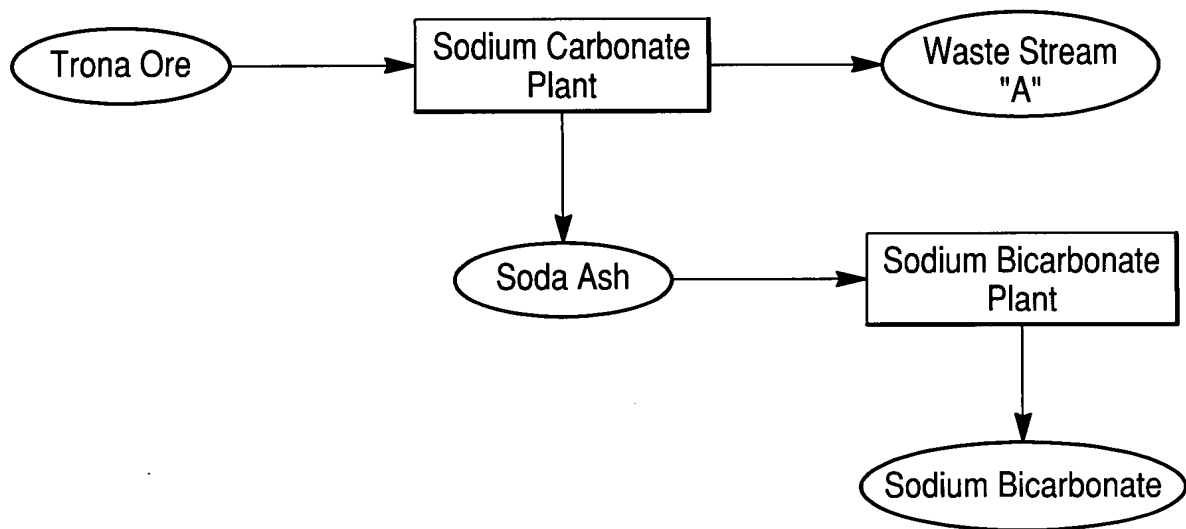 Trona Ore
Sodium Carbonate
Plant
Waste Stream
"A"
Soda Ash
Sodium Bicarbonate
Plant
Sodium Bicarbonate